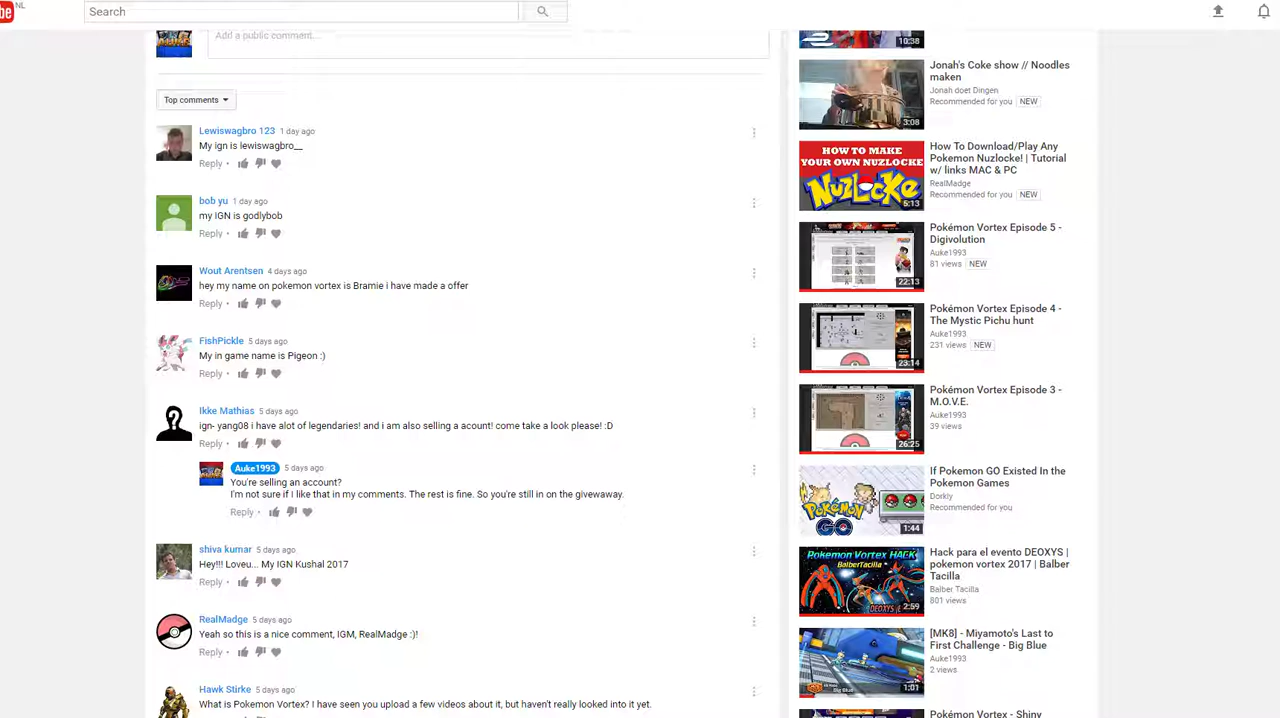 be NL
Search
Add a public comment...
Top comments
Lewiswagbro 123 1 day ago
My ign is lewiswagbro__
Reply
bob yu 1 day ago
my IGN is godlybob
Reply
Wout Arentsen 4 days ago
hey my name on pokemon vortex is Bramie i have made a offer
Reply
FishPickle 5 days ago
My in game name is Pigeon :)
Reply
Ikke Mathias 5 days ago
ign- yang08 i have alot of legendaries! and i am also selling a acount! come take a look please! :D
Reply
Auke1993 5 days ago
You're selling an account?
I'm not sure if I like that in my comments. The rest is fine. So you're still in on the givewaway.
Reply
shiva kumar 5 days ago
Hey!!! Loveu... My IGN Kushal 2017
Reply
RealMadge 5 days ago
Yeah so this is a nice comment, IGM, RealMadge :)!
Reply
Hawk Stirke 5 days ago
is Pokemon Vortex? I have seen you upload a few videos about it, but haven't really looked into it yet.
10:38
Jonah's Coke show // Noodles
maken
Jonah doet Dingen
Recommended for you NEW
3:08
HOW TO MAKE
YOUR OWN NUZLOCKE
NUZLOCKE
5:13
How To Download/Play Any
Pokemon Nuzlocke! | Tutorial
w/ links MAC & PC
RealMadge
Recommended for you NEW
Pokémon Vortex Episode 5 -
Digivolution
Auke1993
81 views NEW
22:13
Pokémon Vortex Episode 4 -
The Mystic Pichu hunt
Auke1993
231 views NEW
23:14
Pokémon Vortex Episode 3 -
M.O.V.E.
Auke1993
39 views
26:25
Pokémon
GO
1:44
If Pokemon GO Existed In the
Pokemon Games
Dorkly
Recommended for you
Pokemon Vortex HACK
BalberTacilla
DEOXYS
2:59
Hack para el evento DEOXYS |
pokemon vortex 2017 | Balber
Tacilla
Balber Tacilla
801 views
Big Blue
1:01
[MK8] - Miyamoto's Last to
First Challenge - Big Blue
Auke1993
2 views
Pokémon Vortex - Shiny